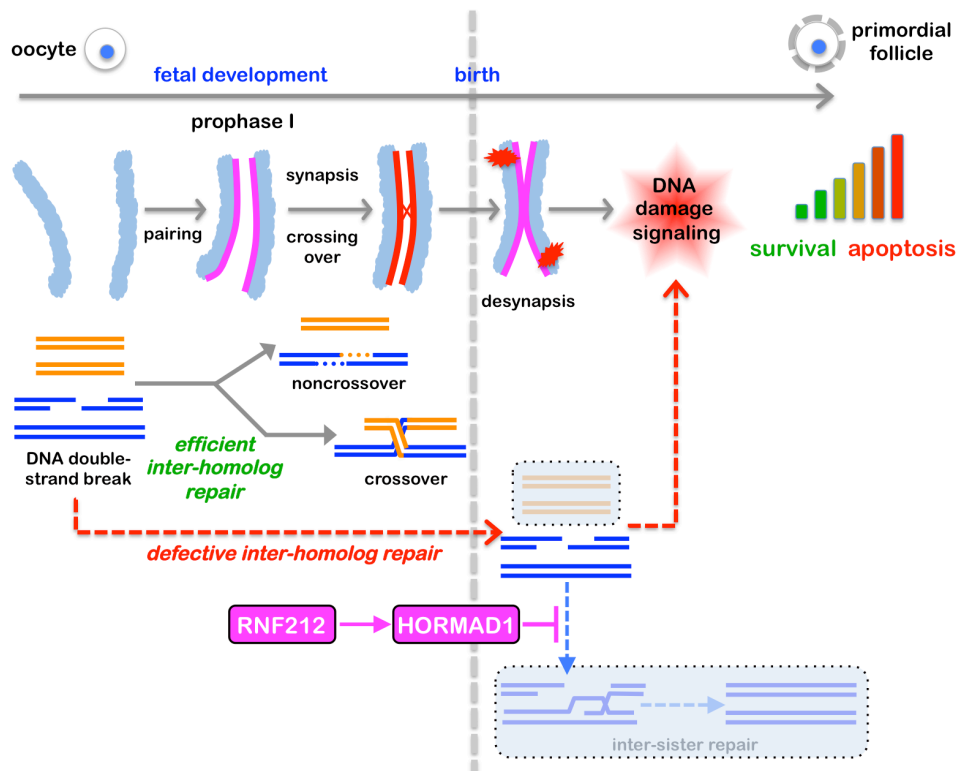 oocyte
primordial
follicle
fetal development
birth
prophase I
pairing
synapsis
crossing
over
desynapsis
DNA
damage
signaling
survival apoptosis
noncrossover
crossover
DNA double-
strand break
efficient
inter-homolog
repair
defective inter-homolog repair
RNF212
HORMAD1
inter-sister repair